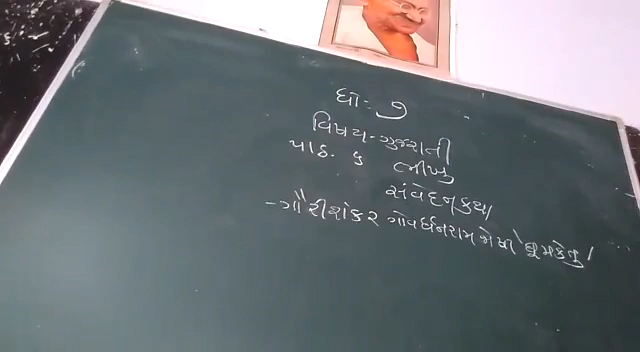 ધો:- ૭
વિષય - ગુજરાતી
પાઠ. ૬ ભીખુ
સંવેદનકથા
- ગૌરીશંકર ગોવર્ધનરામ જોષી 'ધૂમકેતુ'